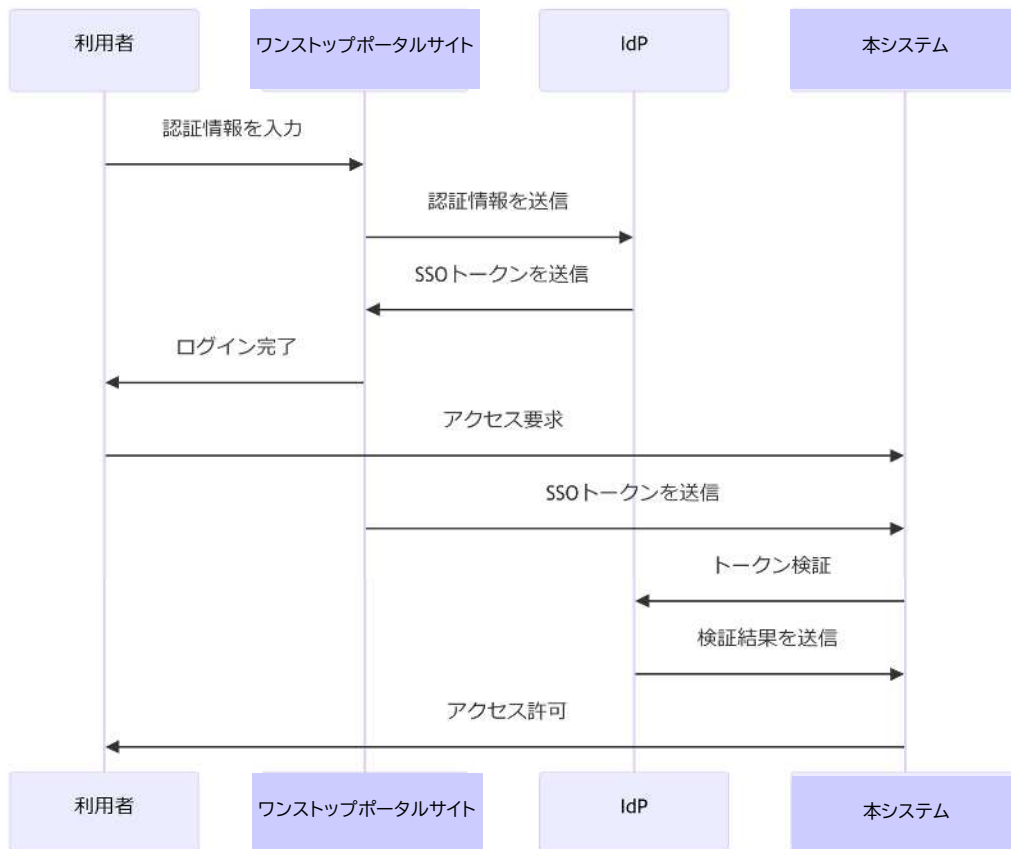 利用者
ワンストップポータルサイト
IdP
本システム
認証情報を入力
認証情報を送信
SSOトークンを送信
ログイン完了
アクセス要求
SSOトークンを送信
トークン検証
検証結果を送信
アクセス許可
利用者
ワンストップポータルサイト
IdP
本システム